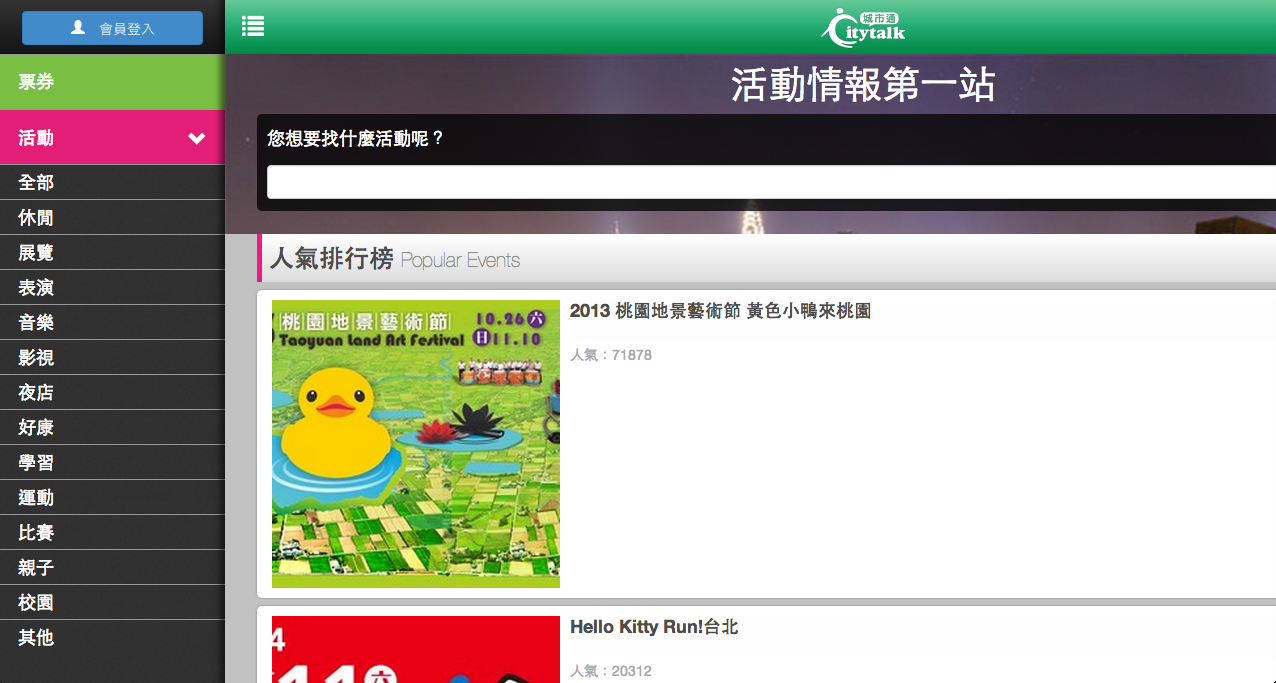 會員登入
城市通
Citytalk
票券
活動
全部
休閒
展覽
表演
音樂
影視
夜店
好康
學習
運動
比賽
親子
校園
其他
活動情報第一站
您想要找什麼活動呢？
人氣排行榜 Popular Events
桃園地景藝術節
Taoyuan Land Art Festival
10.26六
日11.10
2013 桃園地景藝術節 黃色小鴨來桃園
人氣：71878
六
Hello Kitty Run!台北
人氣：20312